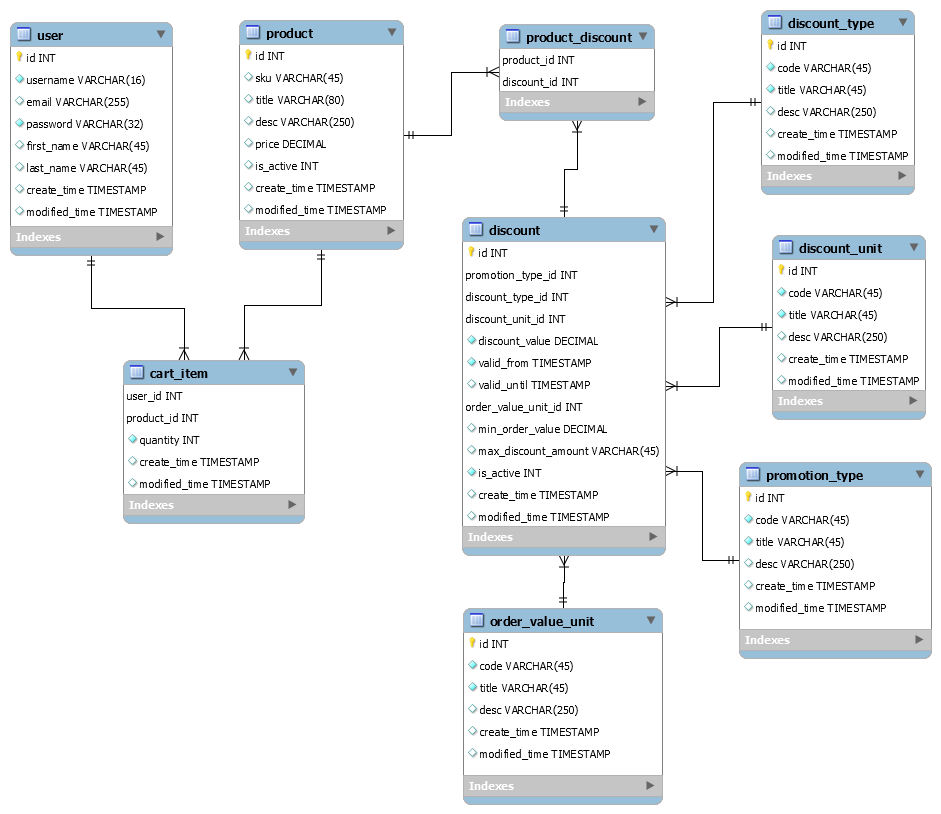 user
id INT
username VARCHAR(16)
email VARCHAR(255)
password VARCHAR(32)
first_name VARCHAR(45)
last_name VARCHAR(45)
create_time TIMESTAMP
modified_time TIMESTAMP
Indexes
product
id INT
sku VARCHAR(45)
title VARCHAR(80)
desc VARCHAR(250)
price DECIMAL
is_active INT
create_time TIMESTAMP
modified_time TIMESTAMP
Indexes
product_discount
product_id INT
discount_id INT
Indexes
discount_type
id INT
code VARCHAR(45)
title VARCHAR(45)
desc VARCHAR(250)
create_time TIMESTAMP
modified_time TIMESTAMP
Indexes
discount
id INT
promotion_type_id INT
discount_type_id INT
discount_unit_id INT
discount_value DECIMAL
valid_from TIMESTAMP
valid_until TIMESTAMP
order_value_unit_id INT
min_order_value DECIMAL
max_discount_amount VARCHAR(45)
is_active INT
create_time TIMESTAMP
modified_time TIMESTAMP
Indexes
discount_unit
id INT
code VARCHAR(45)
title VARCHAR(45)
desc VARCHAR(250)
create_time TIMESTAMP
modified_time TIMESTAMP
Indexes
cart_item
user_id INT
product_id INT
quantity INT
create_time TIMESTAMP
modified_time TIMESTAMP
Indexes
promotion_type
id INT
code VARCHAR(45)
title VARCHAR(45)
desc VARCHAR(250)
create_time TIMESTAMP
modified_time TIMESTAMP
Indexes
order_value_unit
id INT
code VARCHAR(45)
title VARCHAR(45)
desc VARCHAR(250)
create_time TIMESTAMP
modified_time TIMESTAMP
Indexes